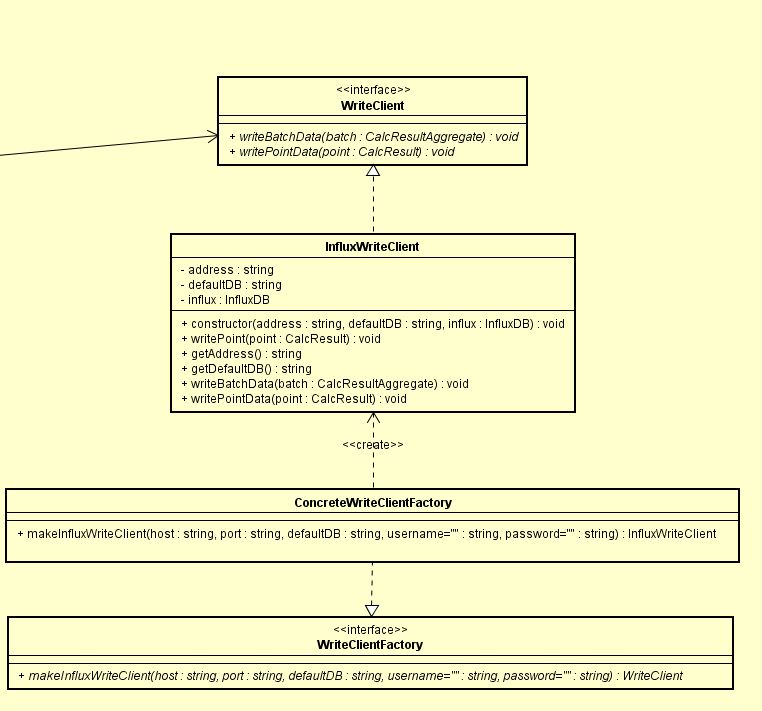 <<interface>>
WriteClient
+ writeBatchData(batch : CalcResultAggregate) : void
+ writePointData(point : CalcResult) : void
InfluxWriteClient
- address : string
- defaultDB : string
- influx : InfluxDB
+ constructor(address : string, defaultDB : string, influx : InfluxDB) : void
+ writePoint(point : CalcResult) : void
+ getAddress() : string
+ getDefaultDB() : string
+ writeBatchData(batch : CalcResultAggregate) : void
+ writePointData(point : CalcResult) : void
<<create>>
ConcreteWriteClientFactory
+ makeInfluxWriteClient(host : string, port : string, defaultDB : string, username="" : string, password="" : string) : InfluxWriteClient
<<interface>>
WriteClientFactory
+ makeInfluxWriteClient(host : string, port : string, defaultDB : string, username="" : string, password="" : string) : WriteClient